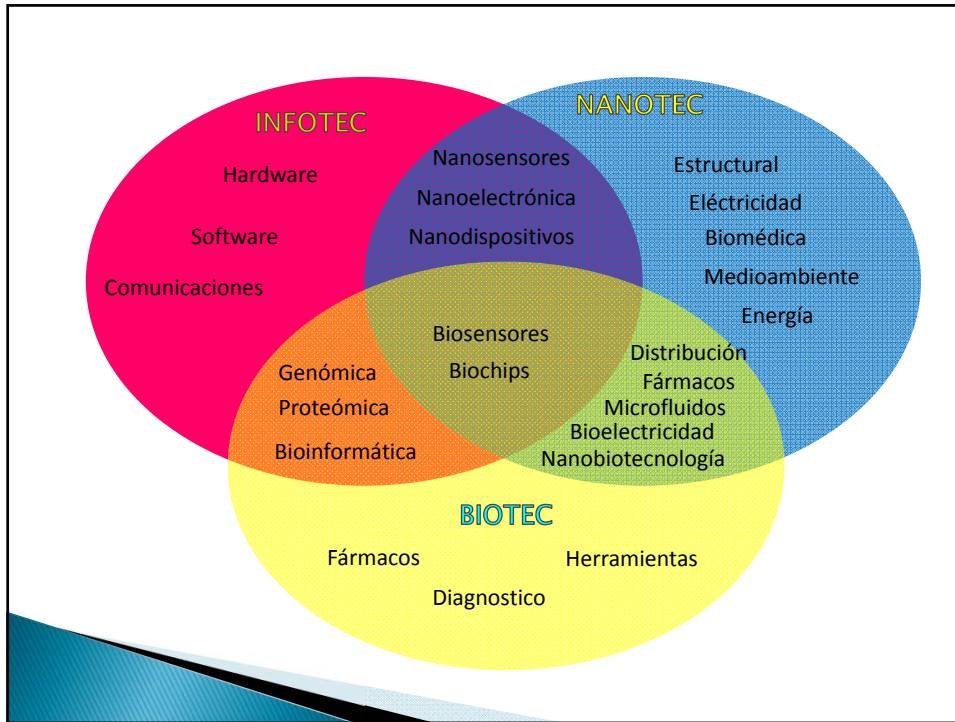 INFOTEC
Hardware
Software
Comunicaciones
NANOTEC
Nanosensores
Nanoelectrónica
Nanodispositivos
Estructural
Eléctricidad
Biomédica
Medioambiente
Energía
Biosensores
Biochips
Genómica
Proteómica
Bioinformática
Distribución
Fármacos
Microfluidos
Bioelectricidad
Nanobiotecnología
BIOTEC
Fármacos
Herramientas
Diagnostico